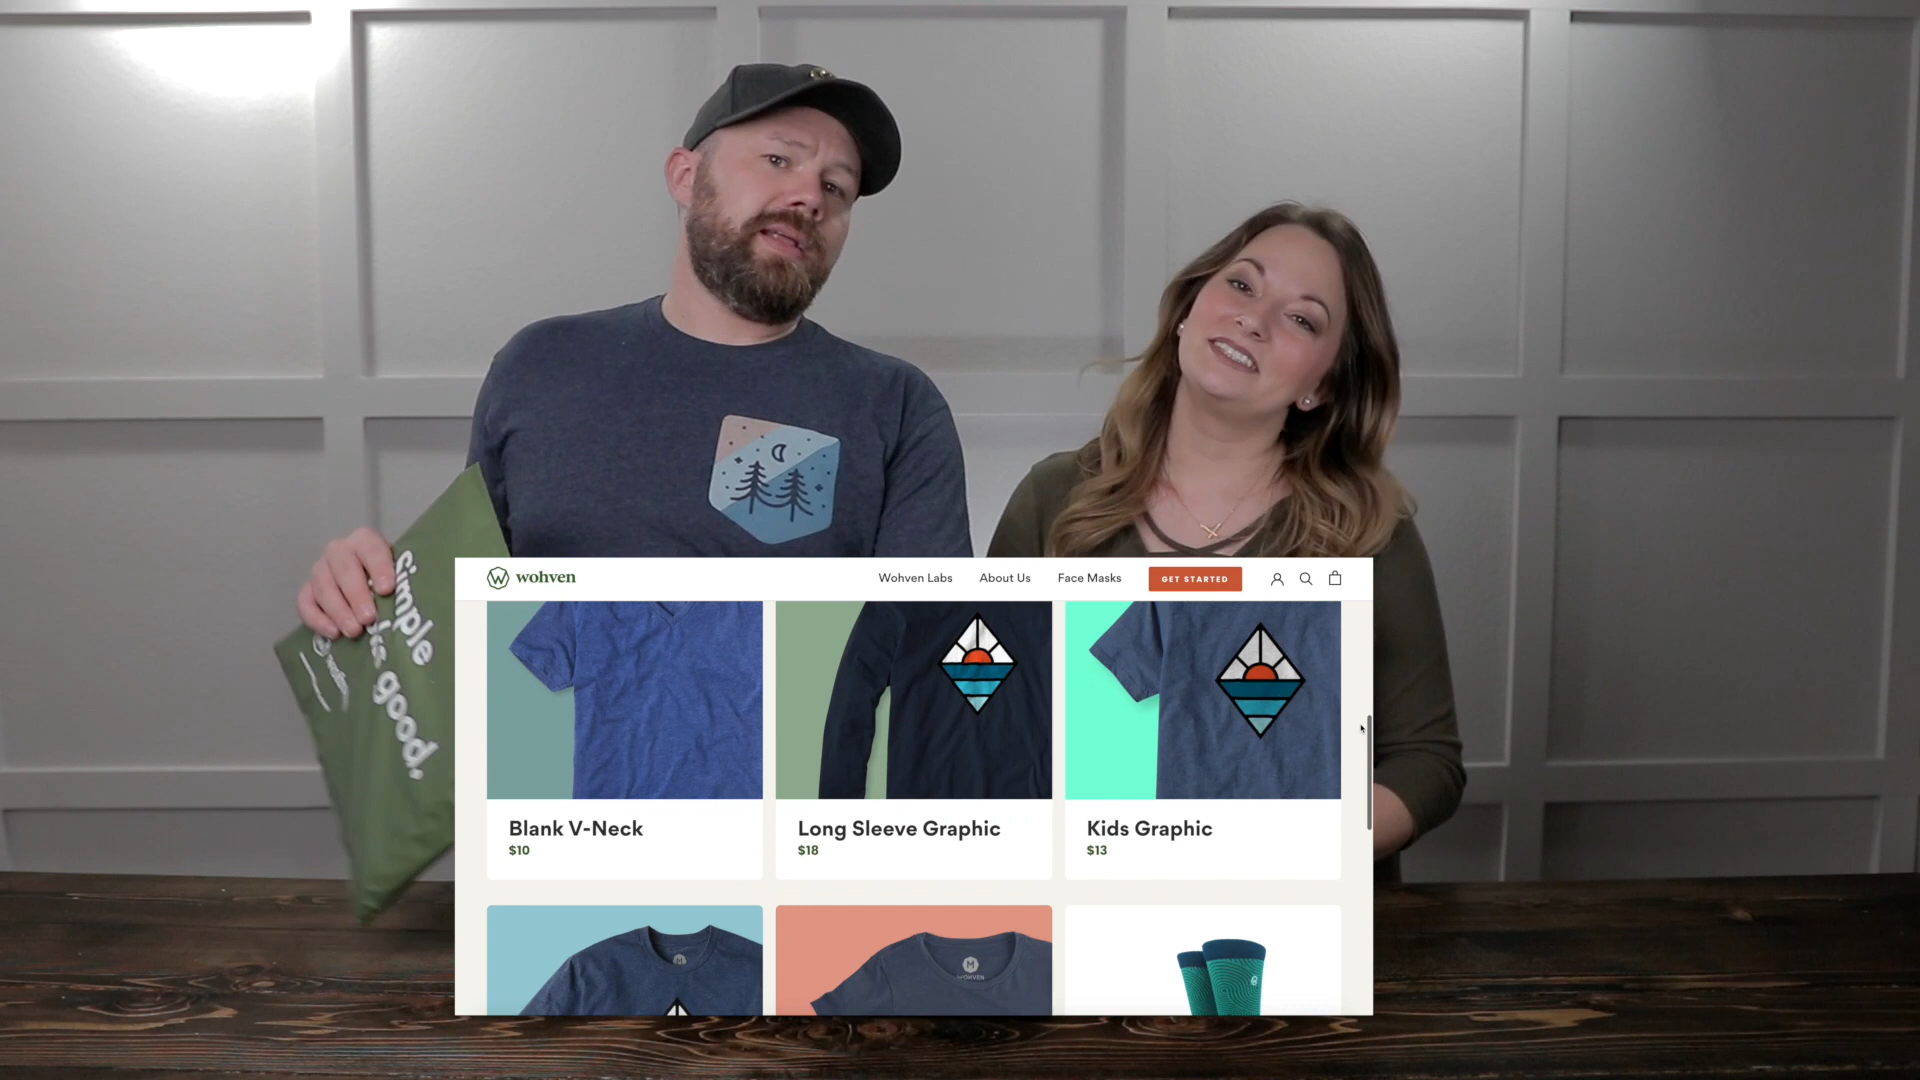 Simple
good.
wohven
Wohven Labs
About Us
Face Masks
GET STARTED
Blank V-Neck
$10
Long Sleeve Graphic
$18
Kids Graphic
$13
M
M
WOHVEN